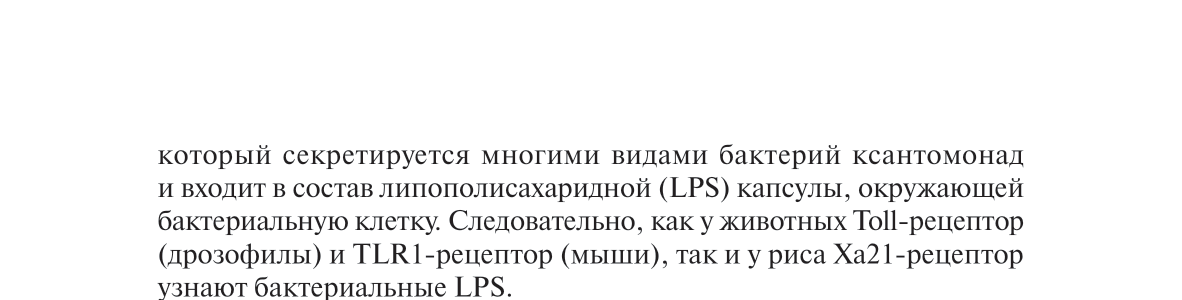 который секретируется многими видами бактерий ксантомонад
и входит в состав липополисахаридной (LPS) капсулы, окружающей
бактериальную клетку. Следовательно, как у животных Toll-рецептор
(дрозофилы) и TLR1-рецептор (мыши), так и у риса Xa21-рецептор
узнают бактериальные LPS.